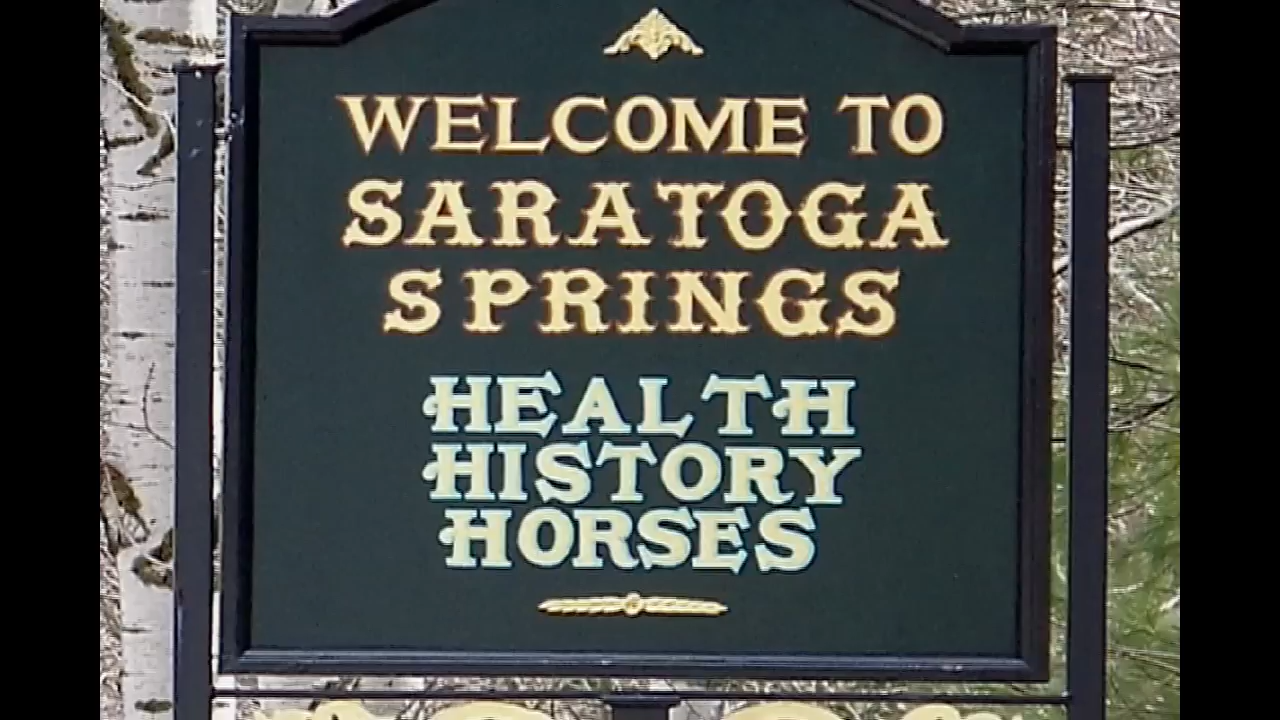 WELCOME TO
SARATOGA
SPRINGS
HEALTH
HISTORY
HORSES